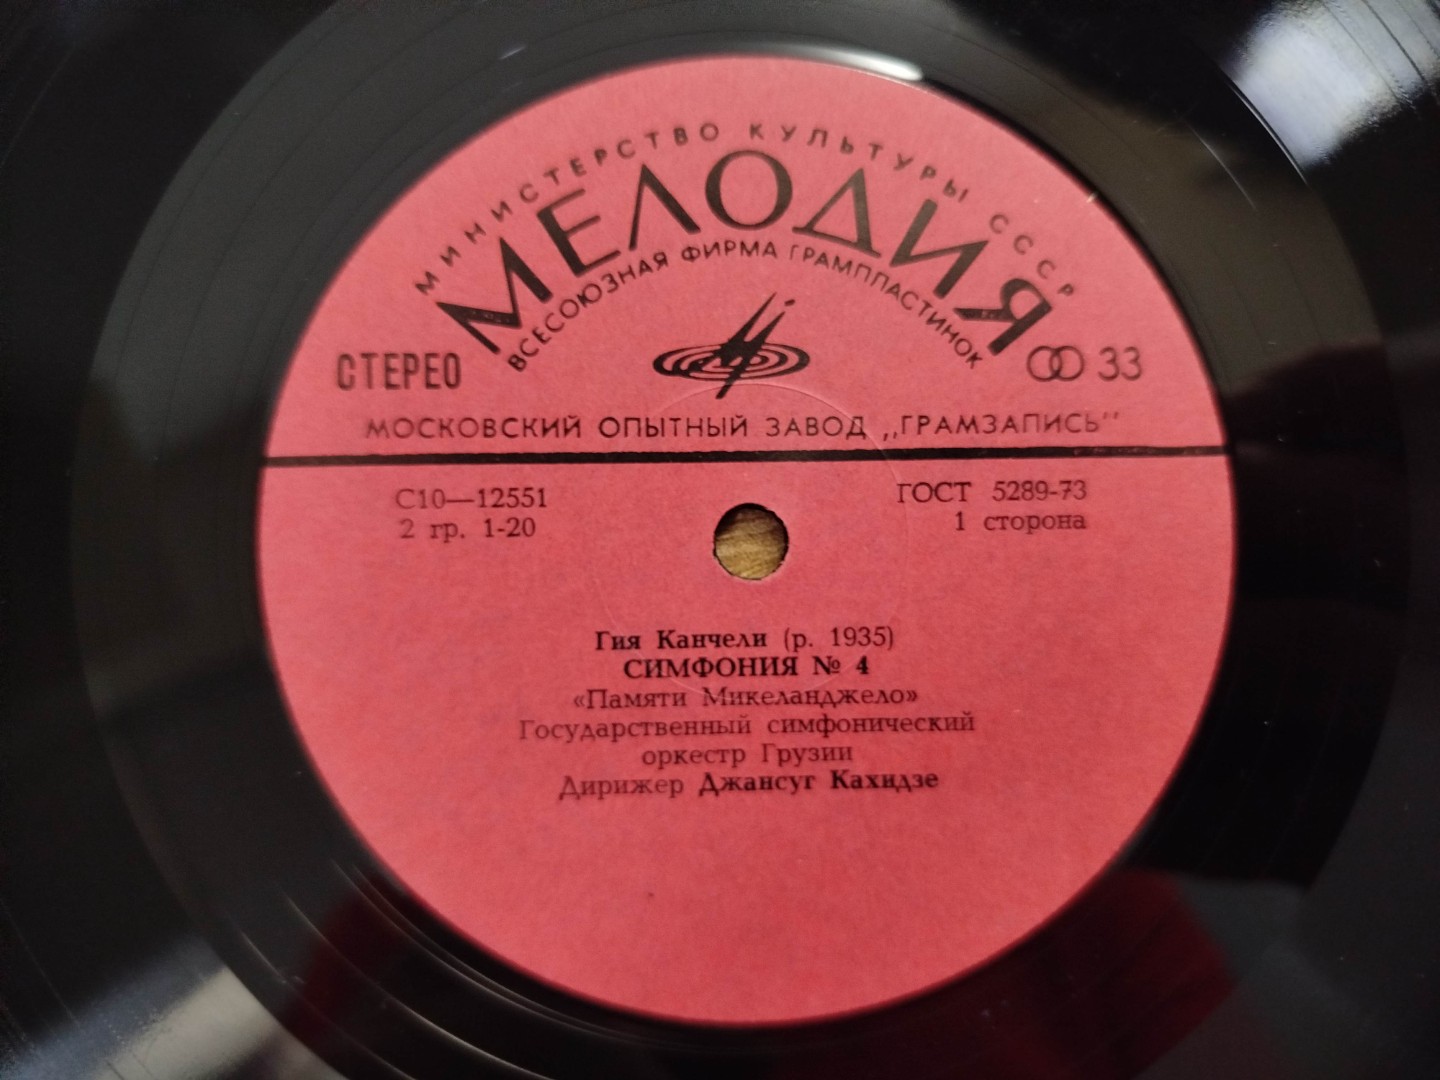 МИНИСТЕРСТВО КУЛЬТУРЫ СССР
МЕЛОДИЯ
ВСЕСОЮЗНАЯ ФИРМА ГРАМПЛАСТИНОК
СТЕРЕО
33
МОСКОВСКИЙ ОПЫТНЫЙ ЗАВОД „ГРАМЗАПИСЬ"
С10—12551
ГОСТ 5289-73
2 гр. 1-20
1 сторона
Гия Канчели (р. 1935)
СИМФОНИЯ № 4
«Памяти Микеланджело»
Государственный симфонический
оркестр Грузии
Дирижер Джансуг Кахидзе